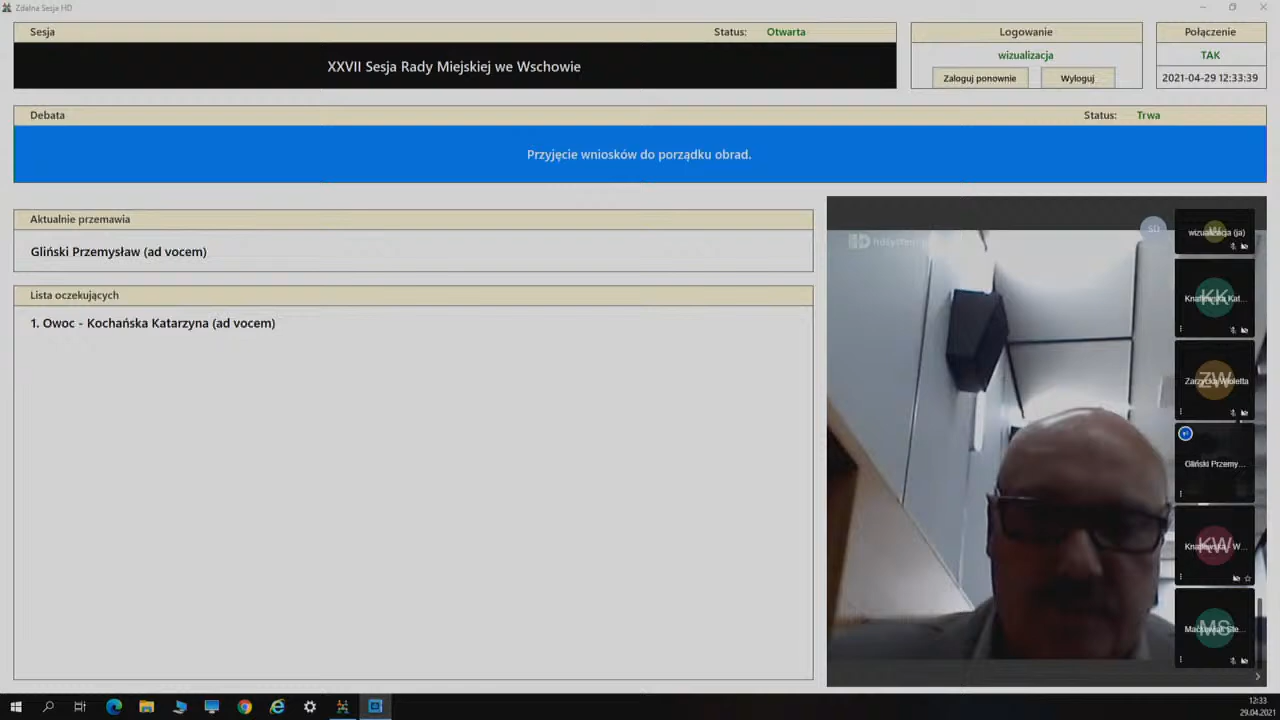 Zdalna Sesja HD
Sesja
Status: Otwarta
XXVII Sesja Rady Miejskiej we Wschowie
Logowanie
wizualizacja
Zaloguj ponownie
Wyloguj
Połączenie
TAK
2021-04-29 12:33:39
Debata
Status: Trwa
Przyjęcie wniosków do porządku obrad.
Aktualnie przemawia
Gliński Przemysław (ad vocem)
Lista oczekujących
1. Owoc - Kochańska Katarzyna (ad vocem)
SD
hdsystem
wizualizacja (ja)
KK
ZW
Zarzycka Wioletta
Gliński Przemy...
KW
MS
12:33
29.04.2021